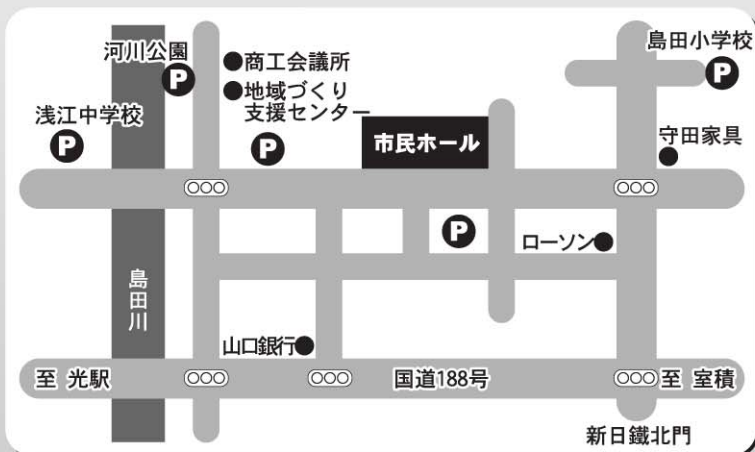 河川公園
P
浅江中学校
P
●商工会議所
●地域づくり
支援センター
P
市民ホール
島田小学校
P
守田家具
P
ローソン
島田川
山口銀行
至 光駅
国道188号
至 室積
新日鐵北門